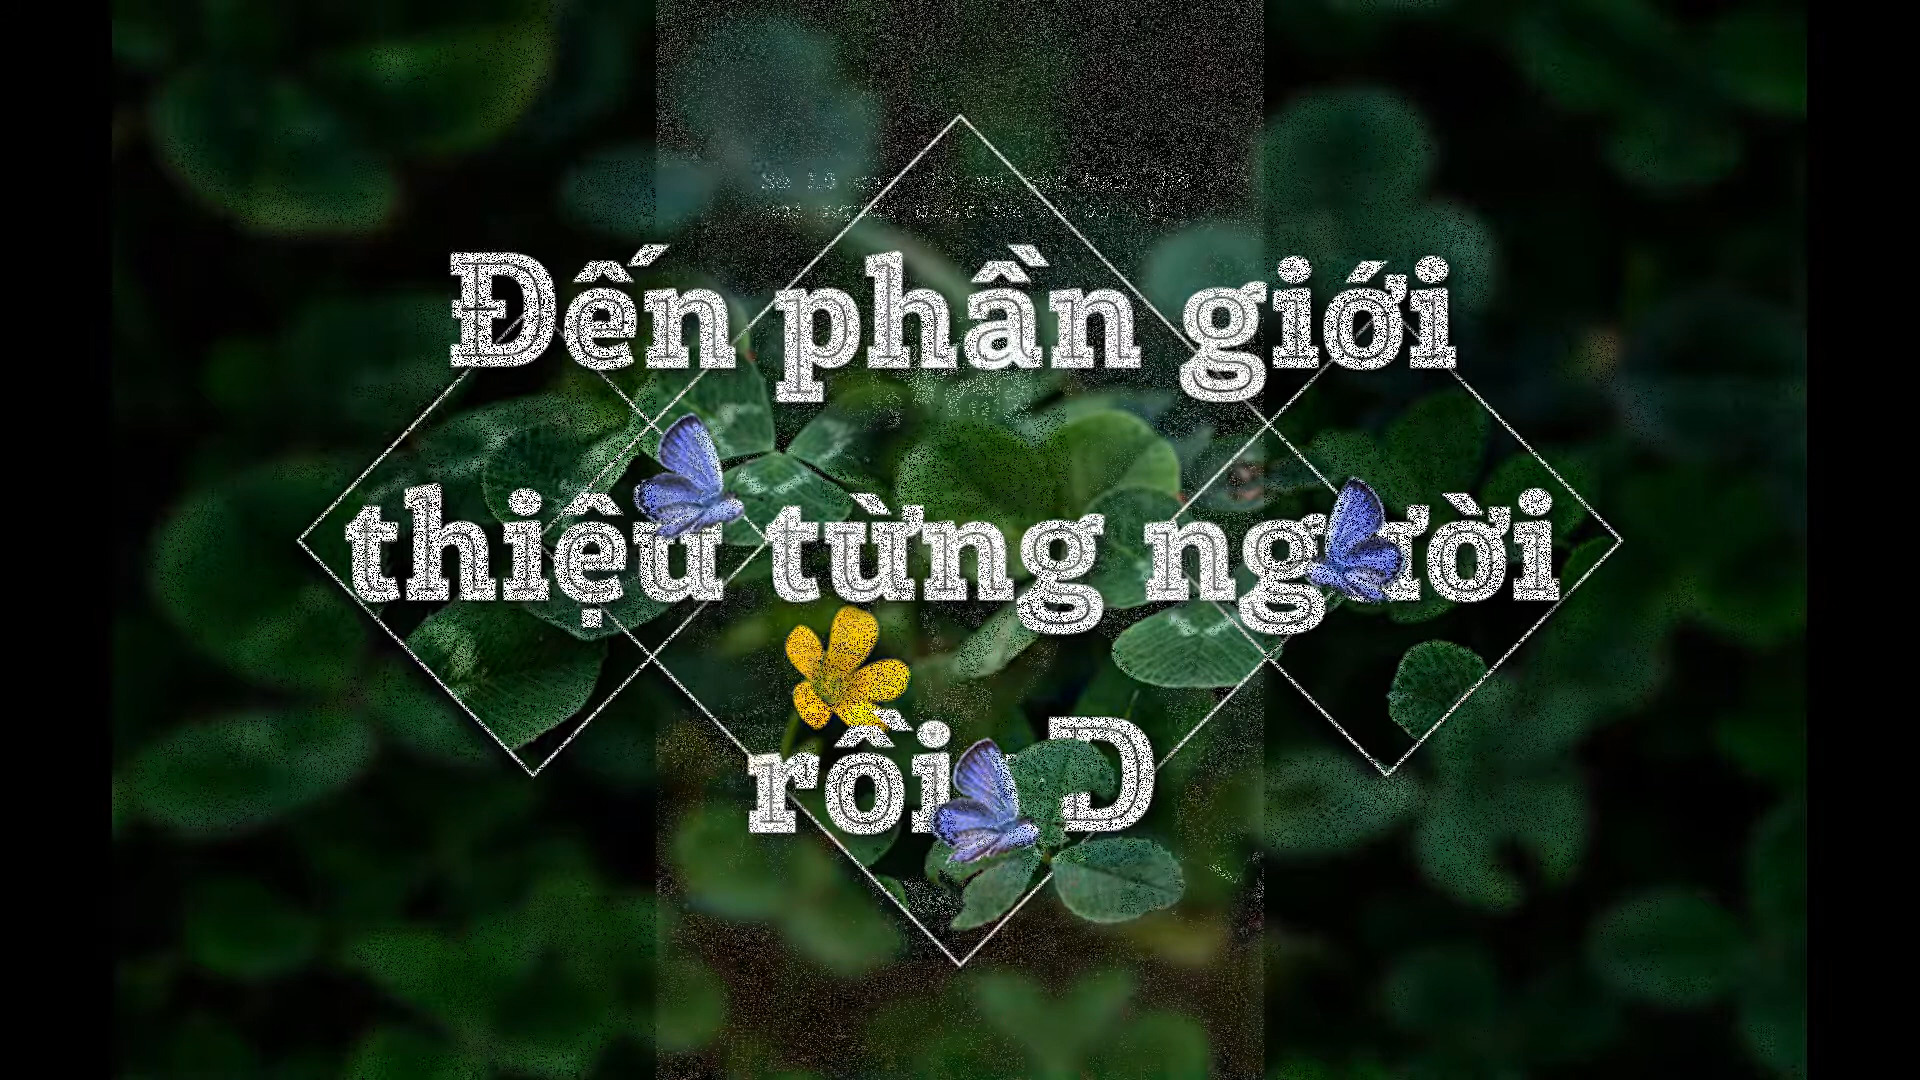 Đến phần giới
thiệu từng người
rồi :D